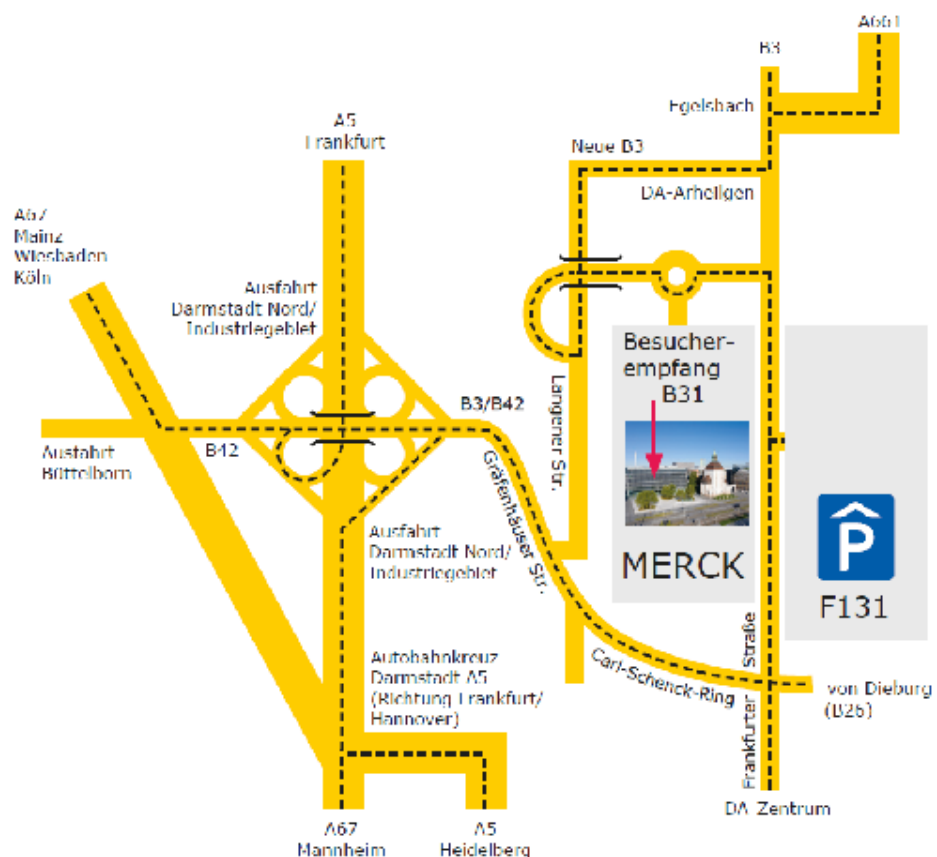 A661
B3
Egelsbach
A5
Frankfurt
Neue B3
DA-Arheilgen
A67
Mainz
Wiesbaden
Köln
Ausfahrt
Darmstadt Nord/
Industriegebiet
Besucher-
empfang
B31
B3/B42
Langener Str.
B42
Ausfahrt
Büttelborn
Gräfenhäuser Str.
Ausfahrt
Darmstadt Nord/
Industriegebiet
MERCK
P
F131
Frankfurter Straße
Autobahnkreuz
Darmstadt A5
(Richtung Frankfurt/
Hannover)
Carl-Schenck-Ring
von Dieburg
(B26)
DA Zentrum
A67
Mannheim
A5
Heidelberg